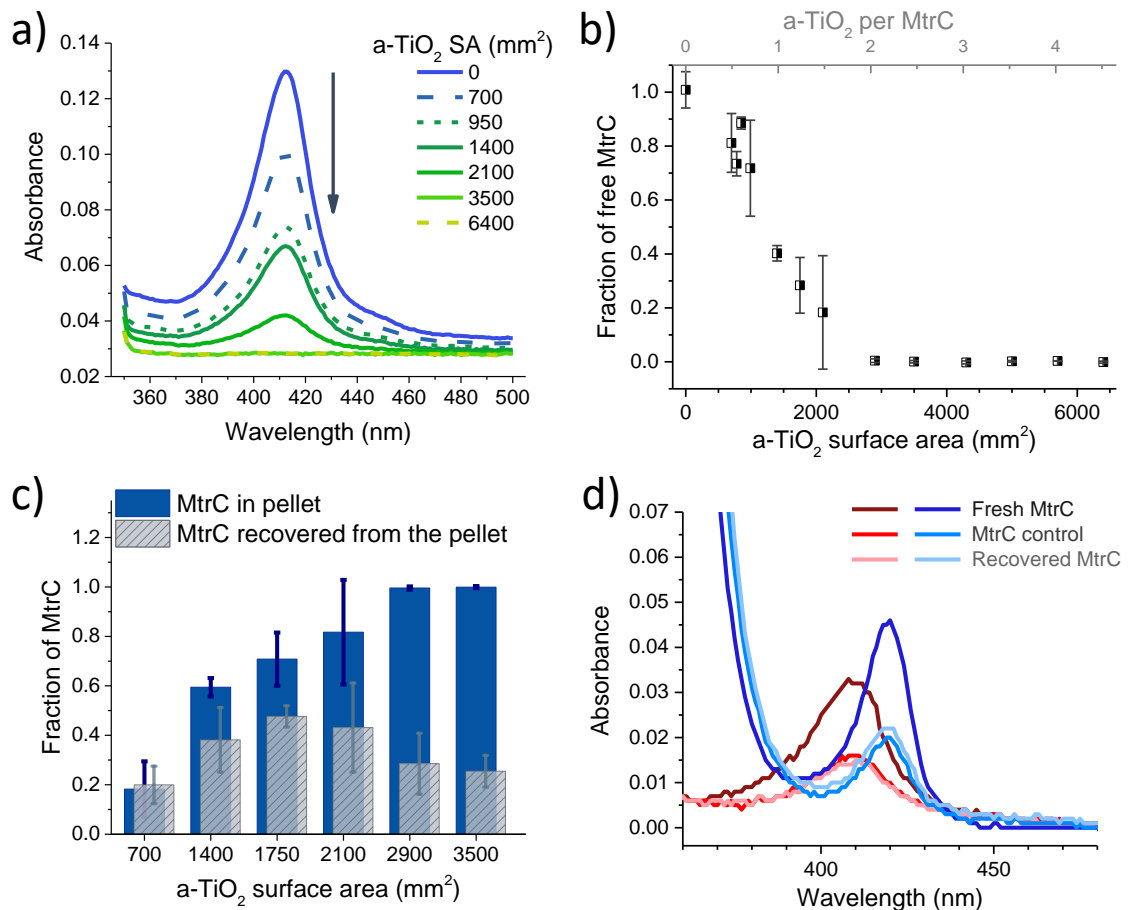 a)
a-TiO₂ SA (mm²)
0
700
950
1400
2100
3500
6400
0.14
0.12
0.10
0.08
0.06
0.04
0.02
Absorbance
360 380 400 420 440 460 480 500
Wavelength (nm)
b)
a-TiO₂ per MtrC
0 1 2 3 4
1.0
0.8
0.6
0.4
0.2
0.0
Fraction of free MtrC
0 2000 4000 6000
a-TiO₂ surface area (mm²)
c)
MtrC in pellet
MtrC recovered from the pellet
1.2
1.0
0.8
0.6
0.4
0.2
0.0
Fraction of MtrC
700 1400 1750 2100 2900 3500
a-TiO₂ surface area (mm²)
d)
Fresh MtrC
MtrC control
Recovered MtrC
0.07
0.06
0.05
0.04
0.03
0.02
0.01
0.00
Absorbance
400 450
Wavelength (nm)